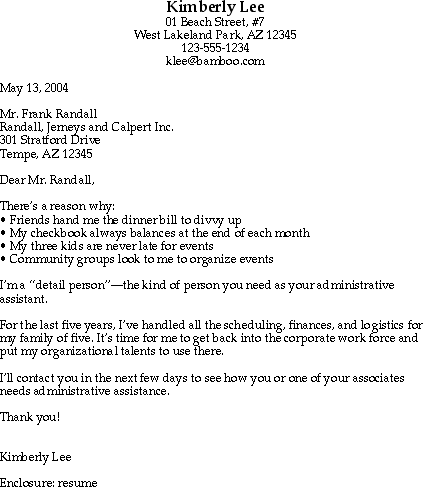 Kimberly Lee
01 Beach Street, #7
West Lakeland Park, AZ 12345
123-555-1234
klee@bamboo.com
May 13, 2004
Mr. Frank Randall
Randall, Jerneys and Calpert Inc.
301 Stratford Drive
Tempe, AZ 12345
Dear Mr. Randall,
There's a reason why:
• Friends hand me the dinner bill to divvy up
• My checkbook always balances at the end of each month
• My three kids are never late for events
• Community groups look to me to organize events
I'm a "detail person"—the kind of person you need as your administrative
assistant.
For the last five years, I've handled all the scheduling, finances, and logistics for
my family of five. It's time for me to get back into the corporate work force and
put my organizational talents to use there.
I'll contact you in the next few days to see how you or one of your associates
needs administrative assistance.
Thank you!
Kimberly Lee
Enclosure: resume